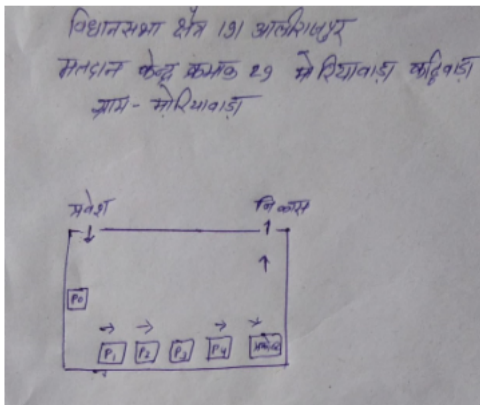 विधानसभा क्षेत्र 191 अलीराजपुर
मतदान केन्द्र क्रमांक 29 मोरियावाड़ा कट्ठिवाड़ा
ग्राम - मोरियावाड़ा
प्रवेश
निकास
P0
P1 P2 P3 P4